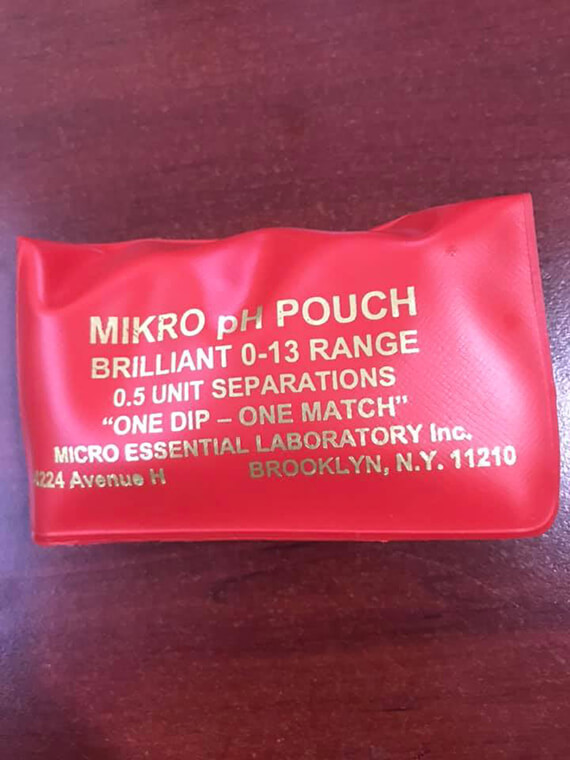 MIKRO pH POUCH
BRILLIANT 0-13 RANGE
0.5 UNIT SEPARATIONS
“ONE DIP – ONE MATCH”
MICRO ESSENTIAL LABORATORY Inc.
4224 Avenue H BROOKLYN, N.Y. 11210